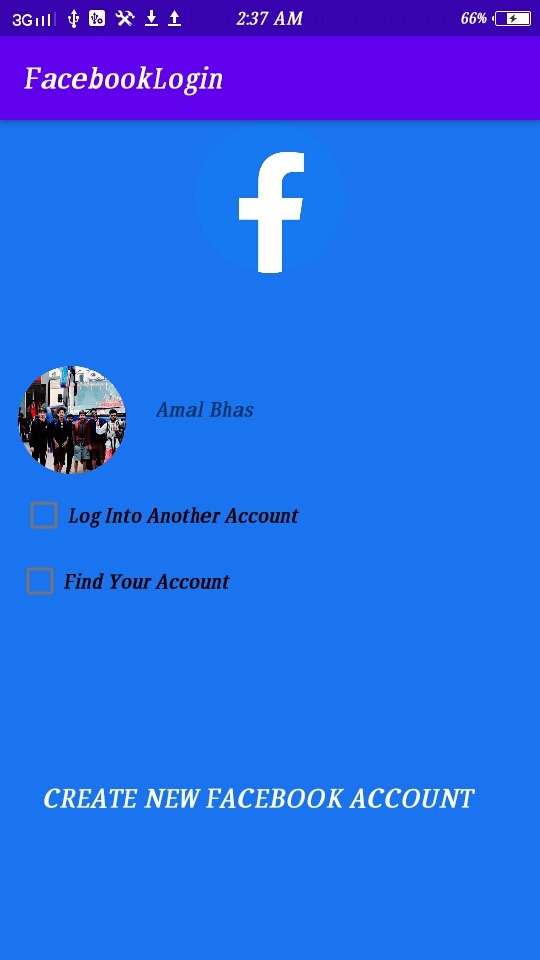 3G 2:37 AM 66%
FacebookLogin
f
Amal Bhas
Log Into Another Account
Find Your Account
CREATE NEW FACEBOOK ACCOUNT